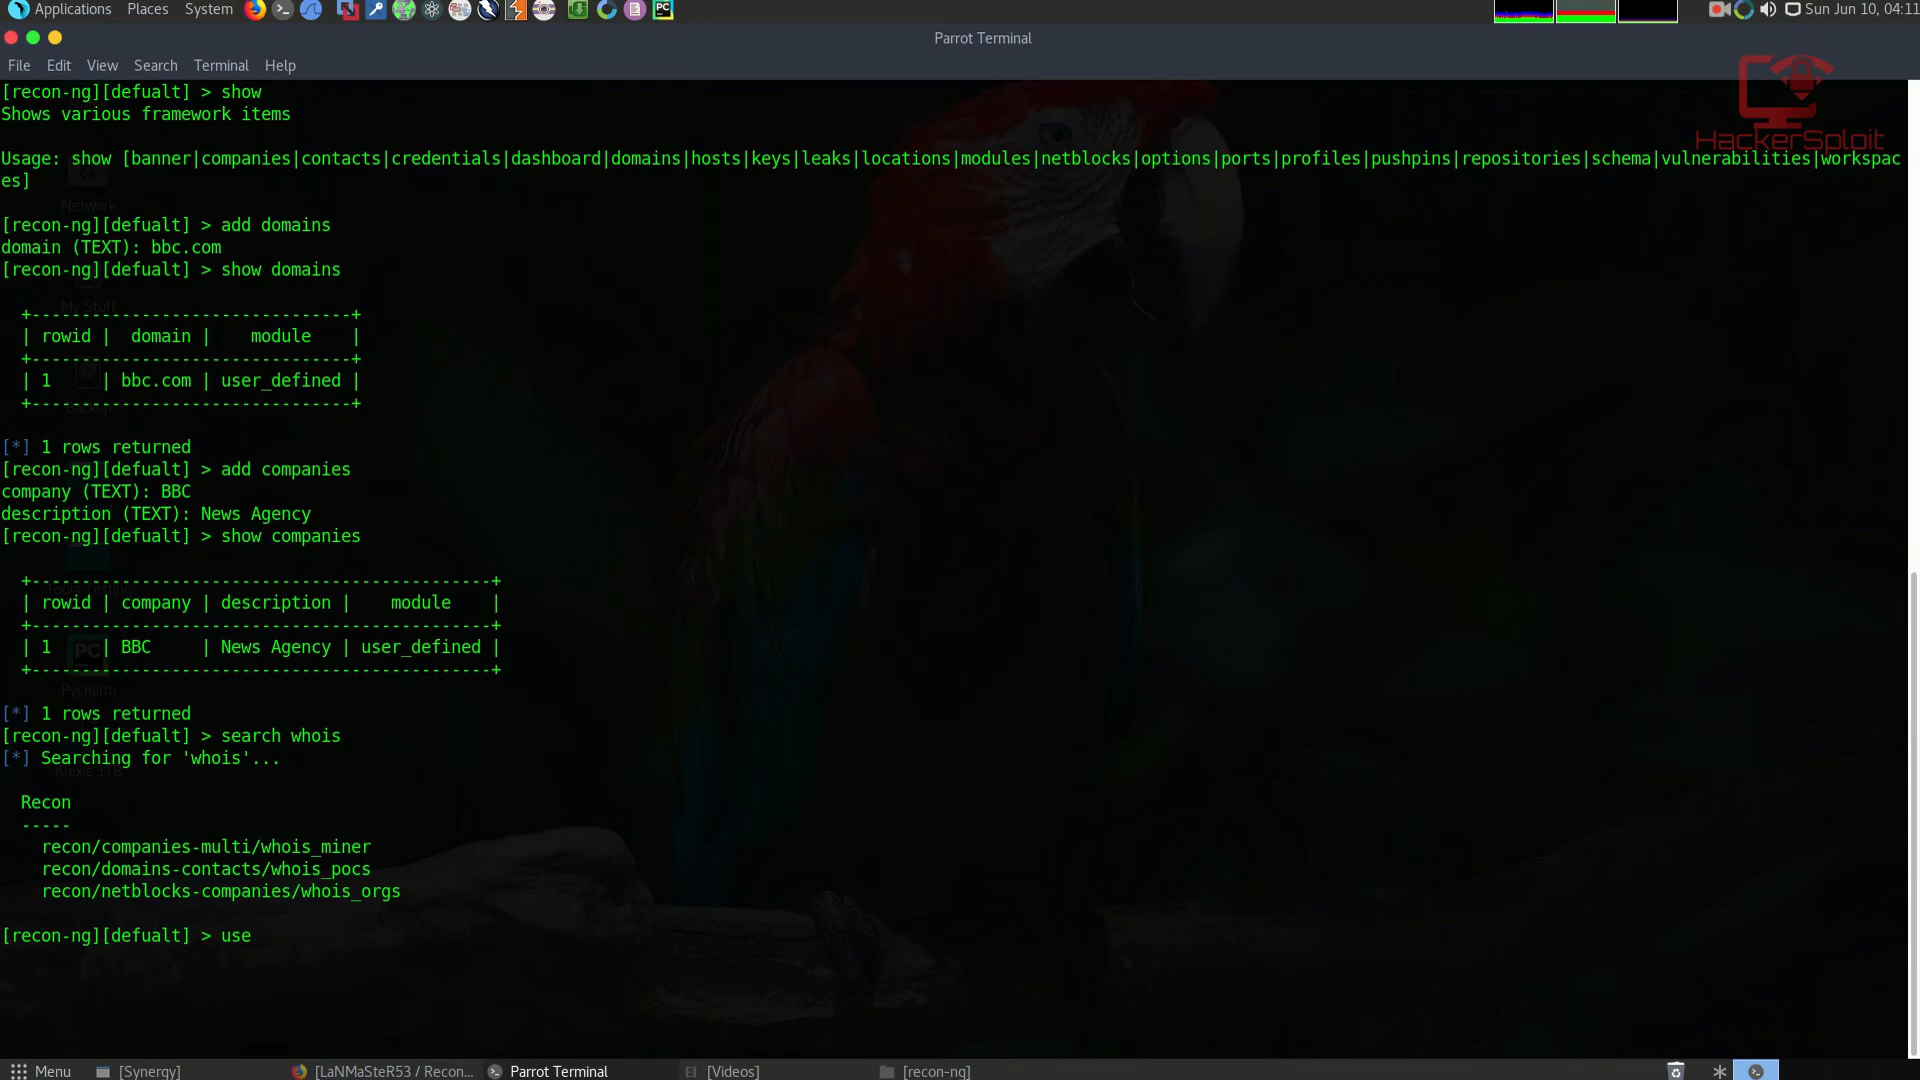 Applications Places System Sun Jun 10, 04:11
Parrot Terminal
File Edit View Search Terminal Help
HackerSploit
[recon-ng][defualt] > show
Shows various framework items
Usage: show [banner|companies|contacts|credentials|dashboard|domains|hosts|keys|leaks|locations|modules|netblocks|options|ports|profiles|pushpins|repositories|schema|vulnerabilities|workspac
es]
Network
[recon-ng][defualt] > add domains
domain (TEXT): bbc.com
[recon-ng][defualt] > show domains
My Stuff
+--------------------------------+
| rowid | domain | module |
+--------------------------------+
| 1 | bbc.com | user_defined |
+--------------------------------+
Backup
[*] 1 rows returned
[recon-ng][defualt] > add companies
company (TEXT): BBC
description (TEXT): News Agency
[recon-ng][defualt] > show companies
+----------------------------------------------+
| rowid | company | description | module |
+----------------------------------------------+
| 1 | BBC | News Agency | user_defined |
+----------------------------------------------+
Pycharm
[*] 1 rows returned
[recon-ng][defualt] > search whois
[*] Searching for 'whois'...
Alexis 1TB
Recon
-----
recon/companies-multi/whois_miner
recon/domains-contacts/whois_pocs
recon/netblocks-companies/whois_orgs
[recon-ng][defualt] > use
Menu [Synergy] [LaNMaSteR53 / Recon... Parrot Terminal [Videos] [recon-ng]